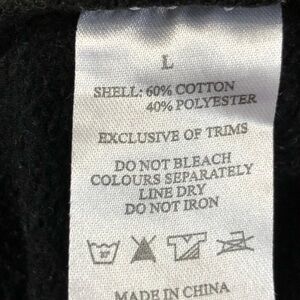 L
SHELL: 60% COTTON
40% POLYESTER
EXCLUSIVE OF TRIMS
DO NOT BLEACH
COLOURS SEPARATELY
LINE DRY
DO NOT IRON
MADE IN CHINA